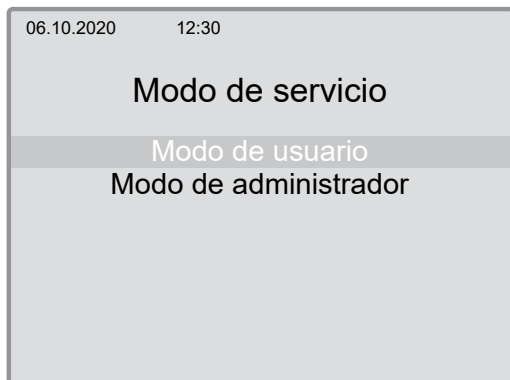 06.10.2020 12:30
Modo de servicio
Modo de usuario
Modo de administrador